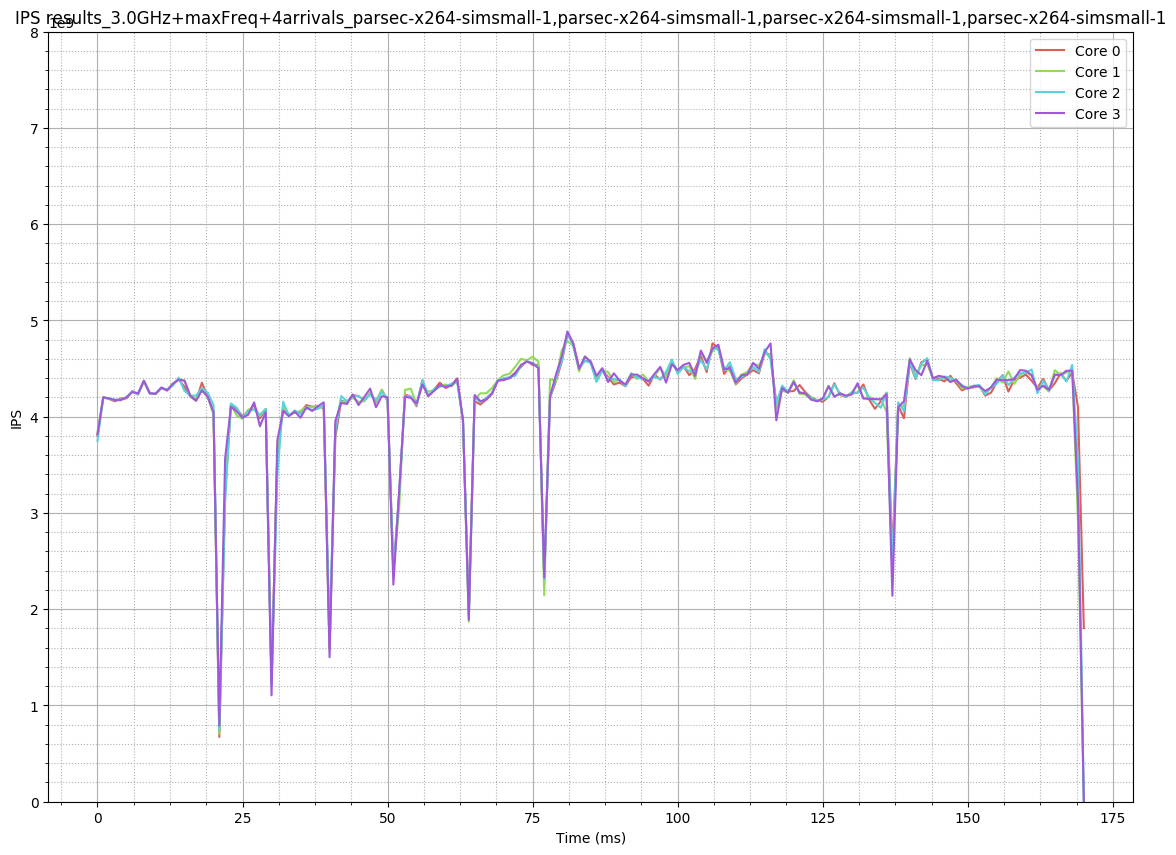 IPS results_3.0GHz+maxFreq+4arrivals_parsec-x264-simsmall-1,parsec-x264-simsmall-1,parsec-x264-simsmall-1,parsec-x264-simsmall-1
1e9
Core 0
Core 1
Core 2
Core 3
8
7
6
5
4
3
2
1
0
IPS
0 25 50 75 100 125 150 175
Time (ms)